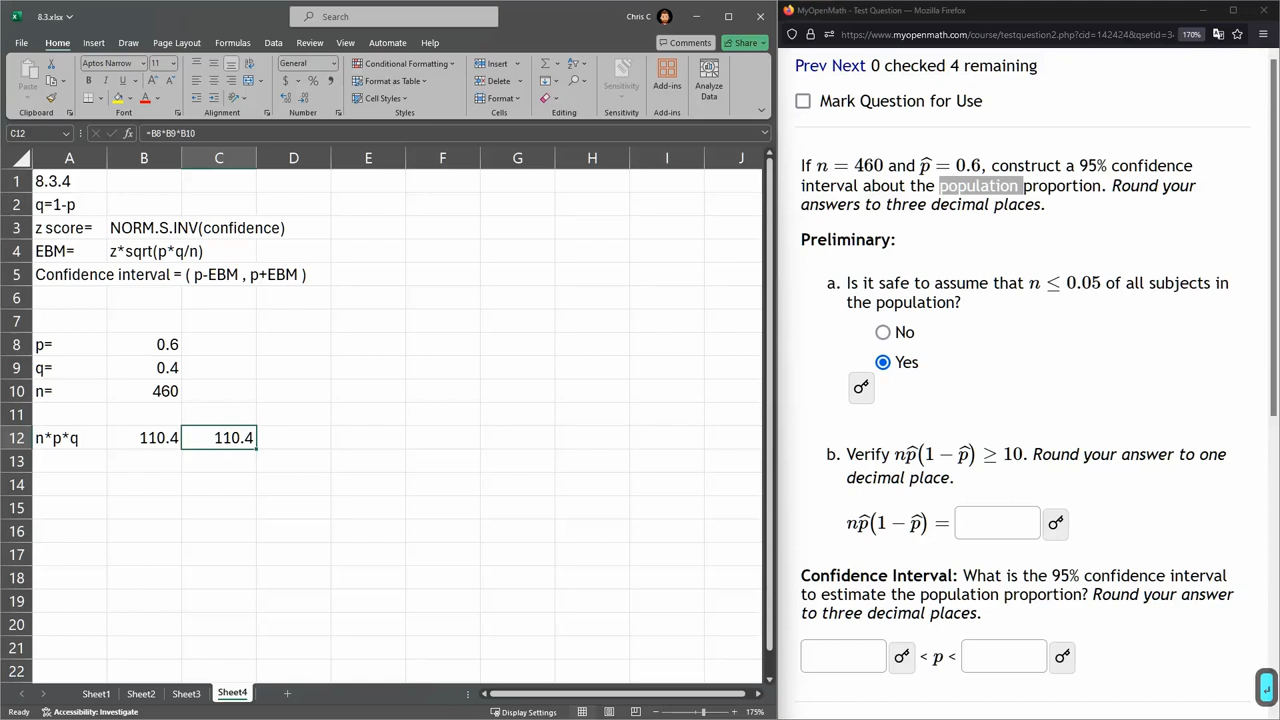 8.3.xlsx
Search
Chris C
File Home Insert Draw Page Layout Formulas Data Review View Automate Help
Comments
Share
Paste
Clipboard
Aptos Narrow 11
B I U
Font
Alignment
General
Number
Conditional Formatting
Format as Table
Cell Styles
Styles
Insert
Delete
Format
Cells
Editing
Sensitivity
Sensitivity
Add-ins
Add-ins
Analyze
Data
C12
fx =B8*B9*B10
A B C D E F G H I J
1 8.3.4
2 q=1-p
3 z score= NORM.S.INV(confidence)
4 EBM= z*sqrt(p*q/n)
5 Confidence interval = ( p-EBM , p+EBM )
6
7
8 p= 0.6
9 q= 0.4
10 n= 460
11
12 n*p*q 110.4 110.4
13
14
15
16
17
18
19
20
21
22
Sheet1 Sheet2 Sheet3 Sheet4
Ready
Accessibility: Investigate
Display Settings
175%
MyOpenMath - Test Question — Mozilla Firefox
https://www.myopenmath.com/course/testquestion2.php?cid=142424&qsetid=3
170%
Prev Next 0 checked 4 remaining
Mark Question for Use
If n = 460 and p̂ = 0.6, construct a 95% confidence
interval about the population proportion. Round your
answers to three decimal places.
Preliminary:
a. Is it safe to assume that n ≤ 0.05 of all subjects in
the population?
No
Yes
b. Verify np̂(1 − p̂) ≥ 10. Round your answer to one
decimal place.
np̂(1 − p̂) =
Confidence Interval: What is the 95% confidence interval
to estimate the population proportion? Round your answer
to three decimal places.
< p <